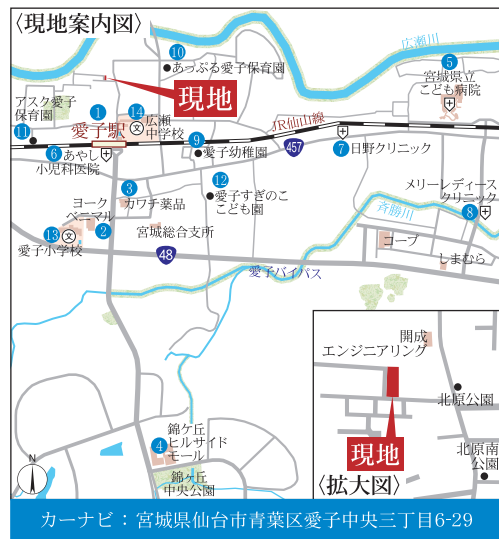 〈現地案内図〉
広瀬川
10
あっぷる愛子保育園
5
宮城県立
こども病院
アスク愛子
保育園
1
14
現地
愛子駅
広瀬
中学校
JR仙山線
11
9
愛子幼稚園
457
7
日野クリニック
6
あやし
小児科医院
3
カワチ薬品
12
愛子すぎのこ
こども園
メリーレディース
クリニック
8
斉勝川
ヨーク
ベニマル
2
宮城総合支所
13
愛子小学校
コープ
しまむら
48
愛子バイパス
開成
エンジニアリング
北原公園
現地
北原南
公園
〈拡大図〉
4
錦ケ丘
ヒルサイド
モール
錦ヶ丘
中央公園
N
カーナビ：宮城県仙台市青葉区愛子中央三丁目6-29